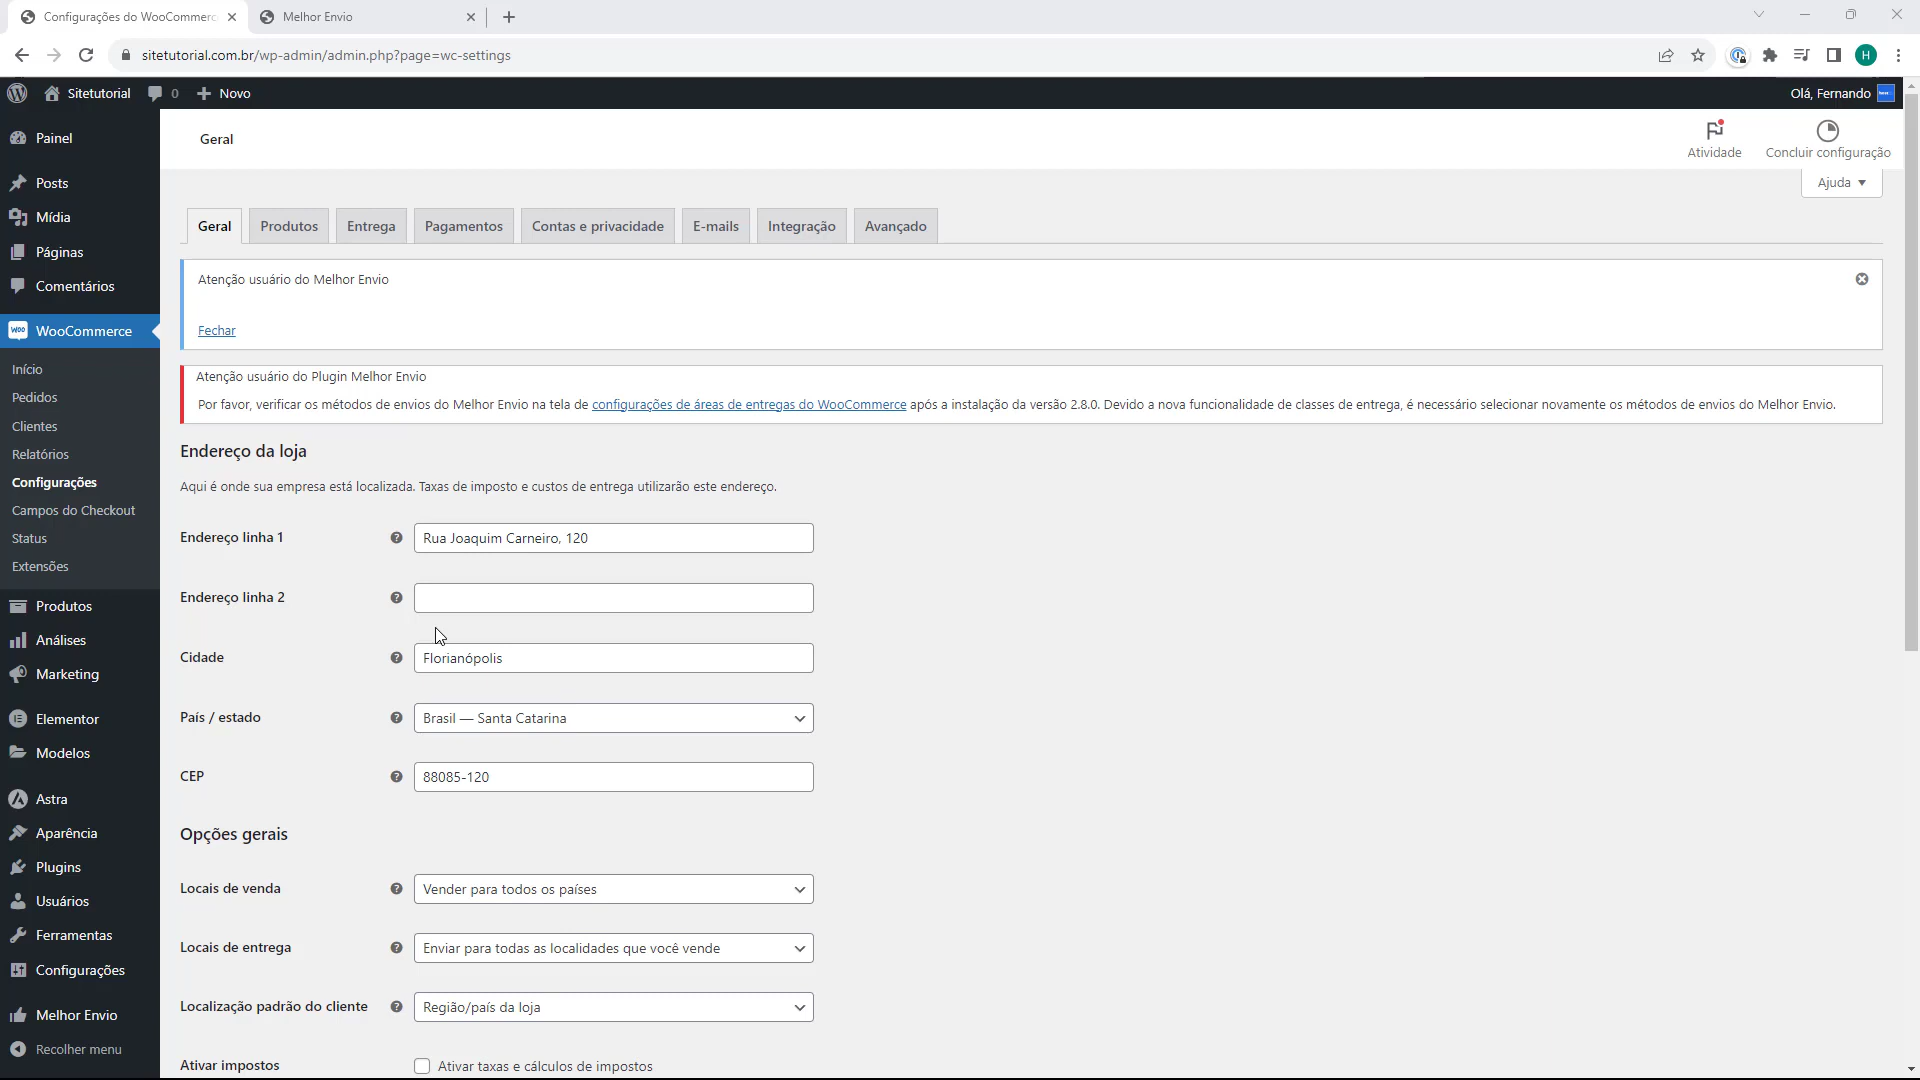 Configurações do WooCommerc
Melhor Envio
sitetutorial.com.br/wp-admin/admin.php?page=wc-settings
H
Sitetutorial
0
Novo
Olá, Fernando
Painel
Posts
Mídia
Páginas
Comentários
WooCommerce
Início
Pedidos
Clientes
Relatórios
Configurações
Campos do Checkout
Status
Extensões
Produtos
Análises
Marketing
Elementor
Modelos
Astra
Aparência
Plugins
Usuários
Ferramentas
Configurações
Melhor Envio
Recolher menu
Geral
Atividade
Concluir configuração
Ajuda
Geral
Produtos
Entrega
Pagamentos
Contas e privacidade
E-mails
Integração
Avançado
Atenção usuário do Melhor Envio
Fechar
Atenção usuário do Plugin Melhor Envio
Por favor, verificar os métodos de envios do Melhor Envio na tela de configurações de áreas de entregas do WooCommerce após a instalação da versão 2.8.0. Devido a nova funcionalidade de classes de entrega, é necessário selecionar novamente os métodos de envios do Melhor Envio.
Endereço da loja
Aqui é onde sua empresa está localizada. Taxas de imposto e custos de entrega utilizarão este endereço.
Endereço linha 1
Rua Joaquim Carneiro, 120
Endereço linha 2
Cidade
Florianópolis
País / estado
Brasil — Santa Catarina
CEP
88085-120
Opções gerais
Locais de venda
Vender para todos os países
Locais de entrega
Enviar para todas as localidades que você vende
Localização padrão do cliente
Região/país da loja
Ativar impostos
Ativar taxas e cálculos de impostos